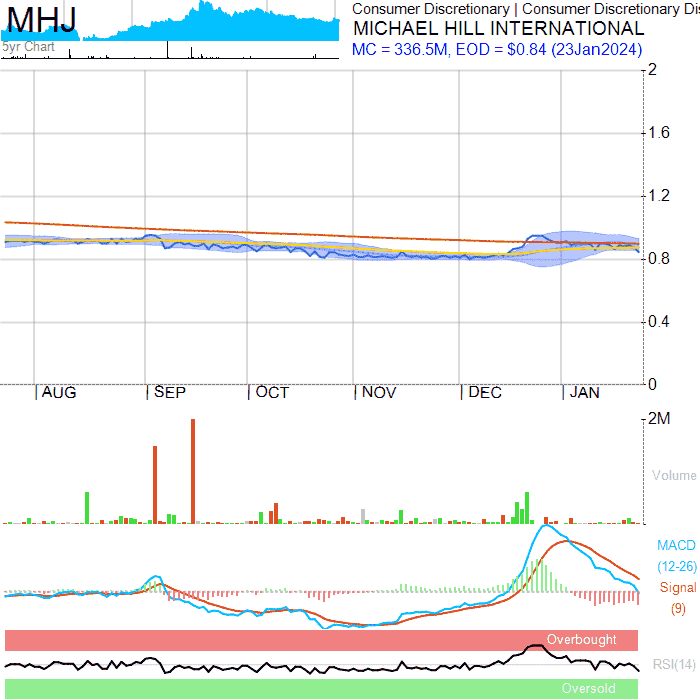 MHJ
5yr Chart
Consumer Discretionary | Consumer Discretionary Dis
MICHAEL HILL INTERNATIONAL
MC = 336.5M, EOD = $0.84 (23Jan2024)
2
1.6
1.2
0.8
0.4
0
| AUG | SEP | OCT | NOV | DEC | JAN
2M
Volume
MACD
(12-26)
Signal
(9)
Overbought
RSI(14)
Oversold